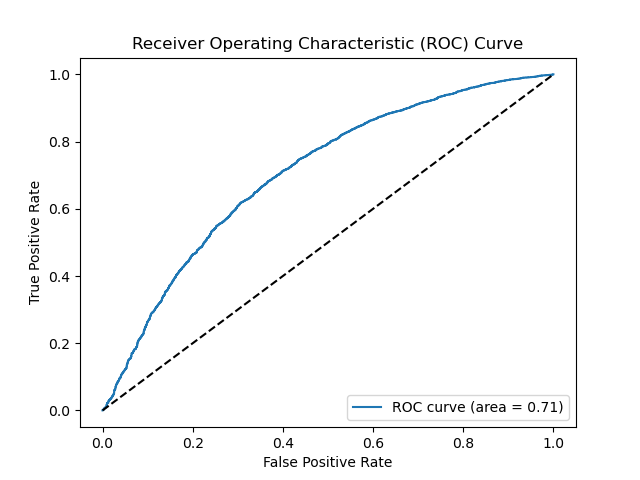 Receiver Operating Characteristic (ROC) Curve
1.0
0.8
0.6
0.4
0.2
0.0
True Positive Rate
ROC curve (area = 0.71)
0.0 0.2 0.4 0.6 0.8 1.0
False Positive Rate